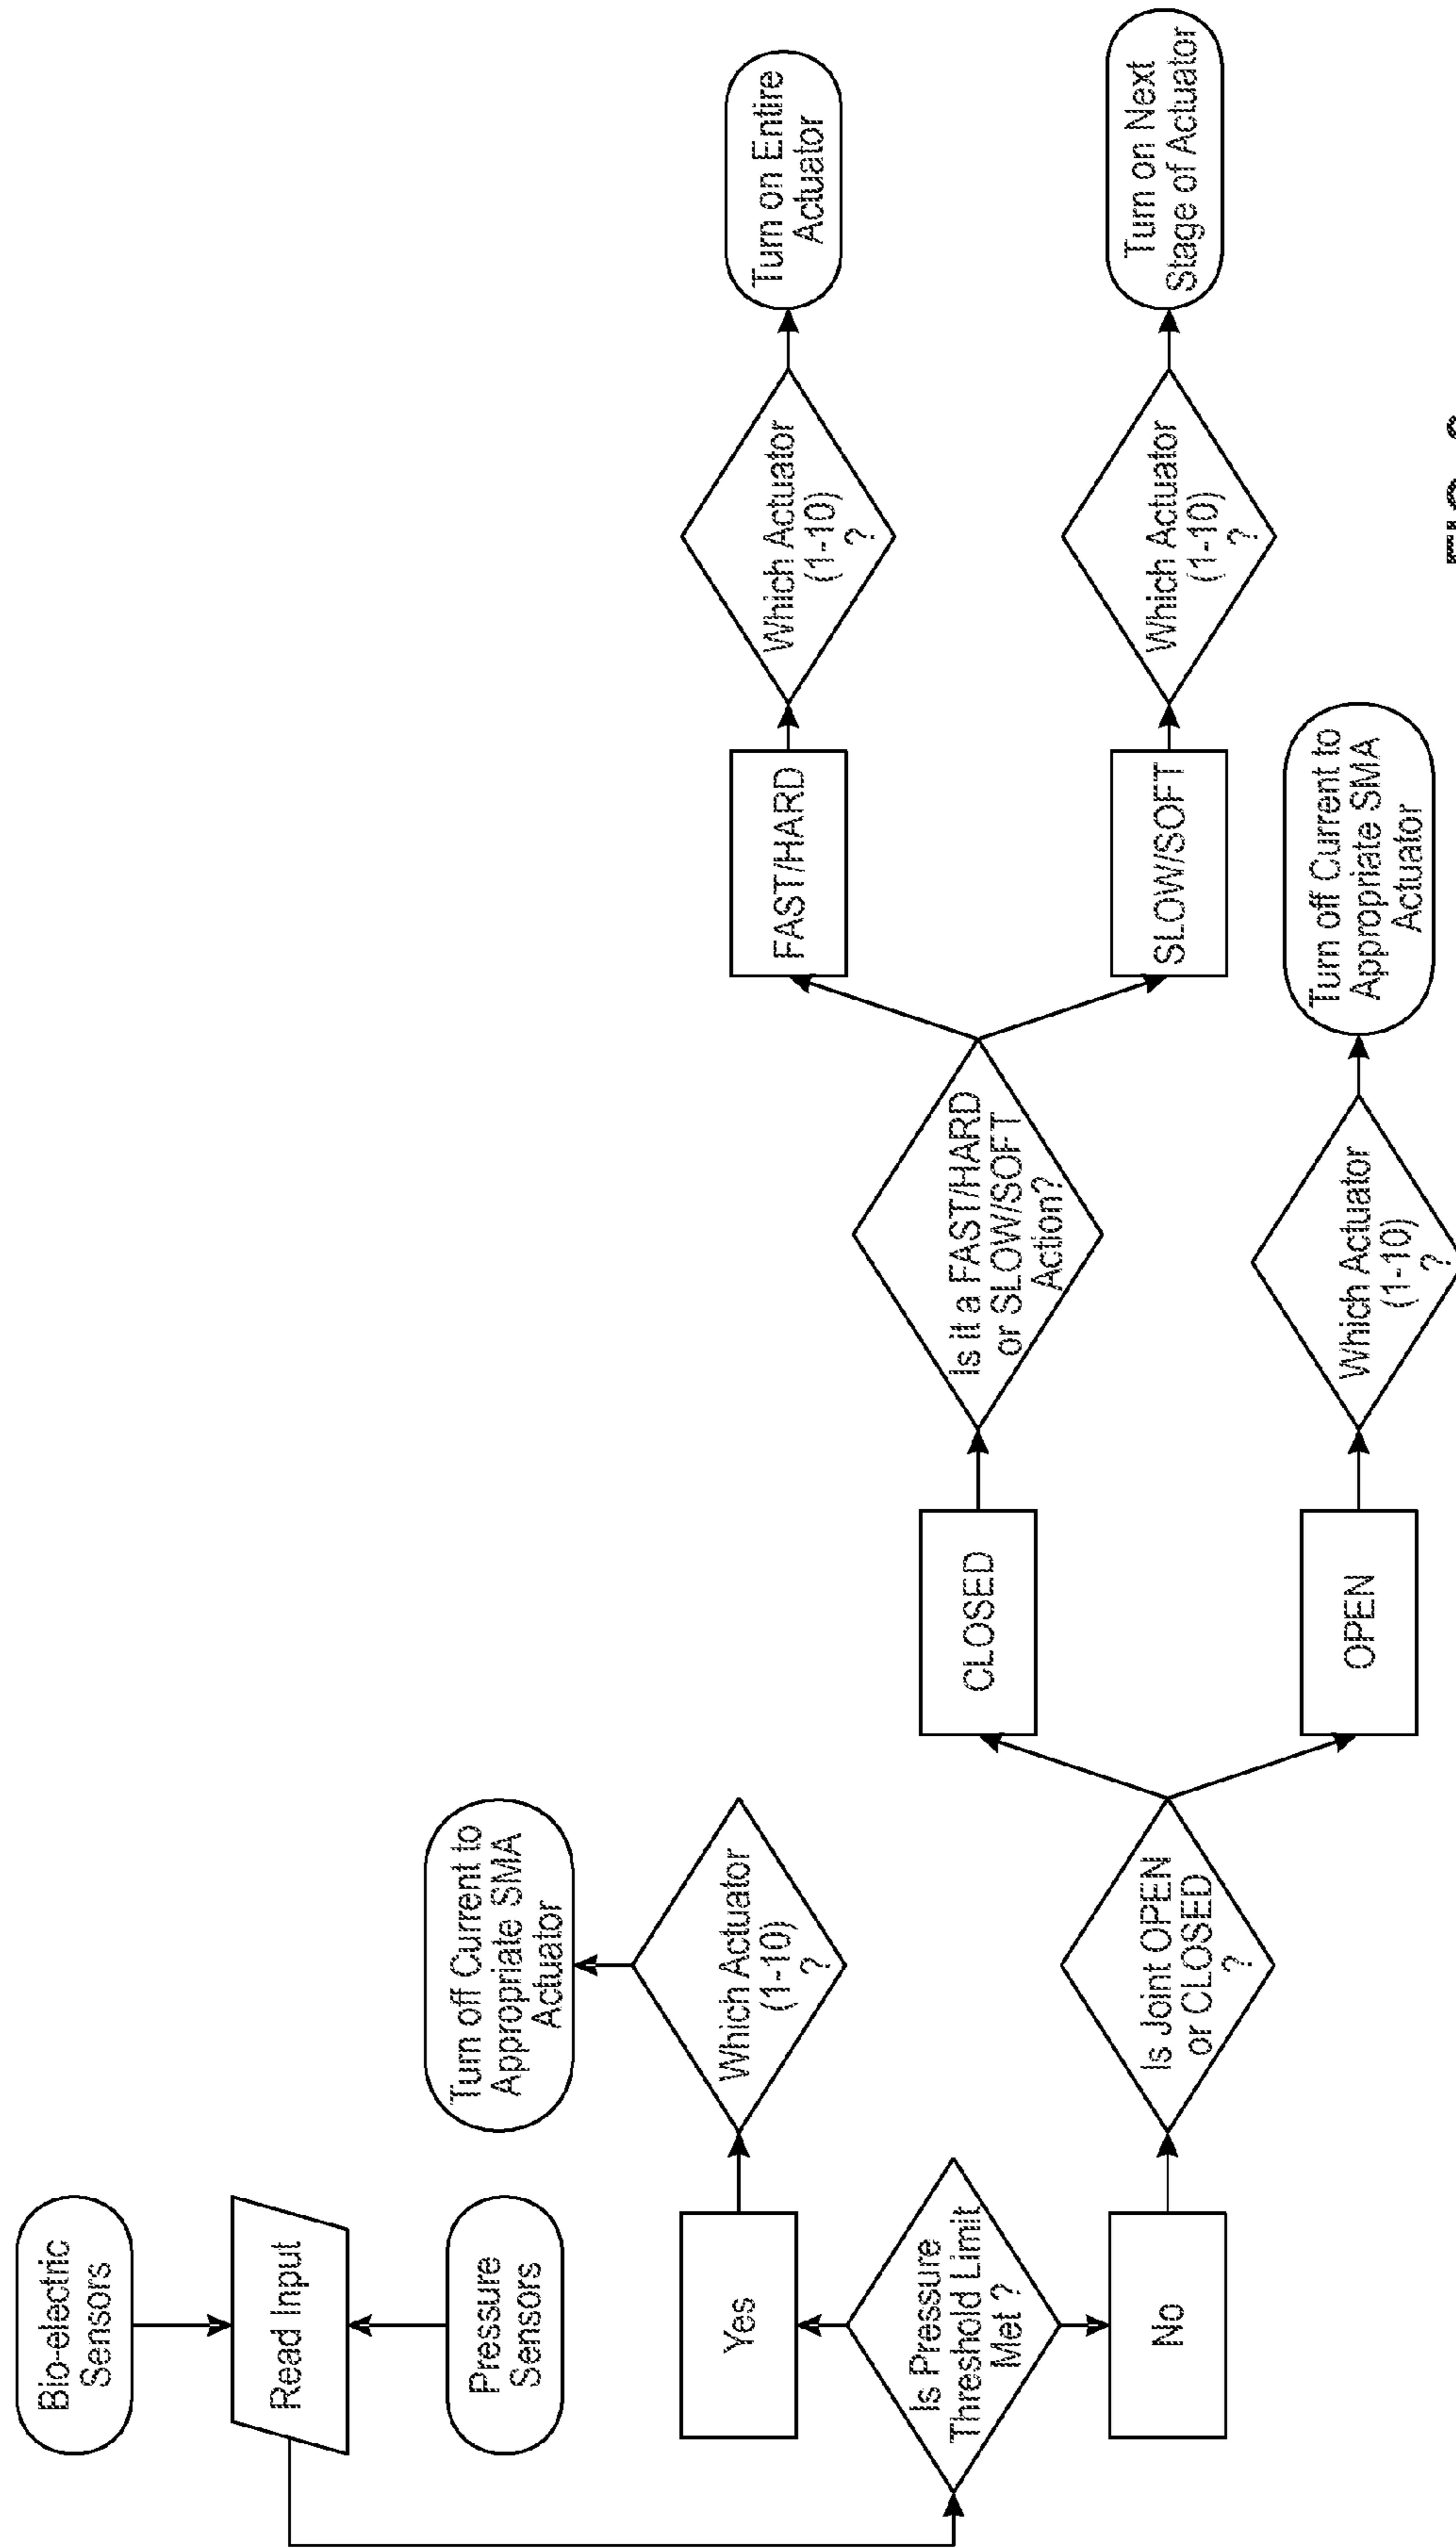 Bio-electric
Sensors
Read Input
Pressure
Sensors
Is Pressure
Threshold Limit
Met ?
Yes
Which Actuator
(1-10)
?
Turn off Current to
Appropriate SMA
Actuator
No
Is Joint OPEN
or CLOSED
?
CLOSED
Is it a FAST/HARD
or SLOW/SOFT
Action?
FAST/HARD
Which Actuator
(1-10)
?
Turn on Entire
Actuator
SLOW/SOFT
Which Actuator
(1-10)
?
Turn on Next
Stage of Actuator
OPEN
Which Actuator
(1-10)
?
Turn off Current to
Appropriate SMA
Actuator